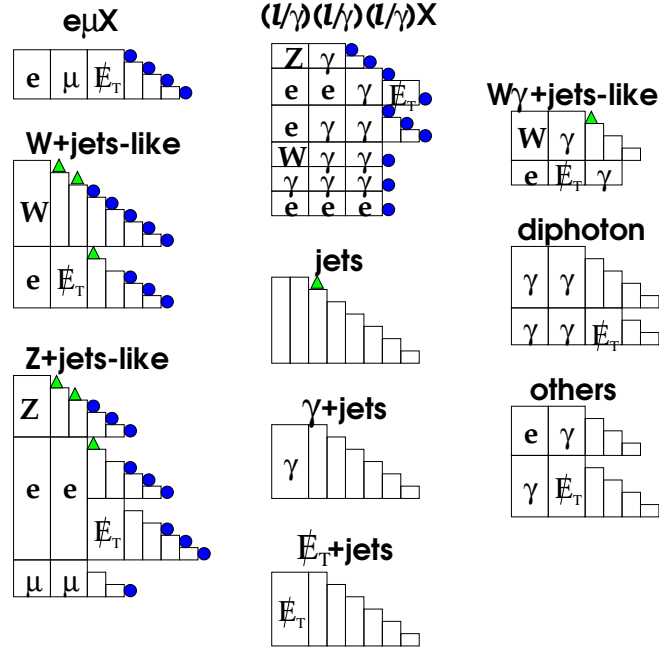 eμX
e μ E̸T
W+jets-like
W
e E̸T
Z+jets-like
Z
e e
E̸T
μ μ
(l/γ)(l/γ)(l/γ)X
Z γ
e e γ E̸T
e γ γ
W γ γ
γ γ γ
e e e
jets
γ+jets
γ
E̸T+jets
E̸T
Wγ+jets-like
W γ
e E̸T γ
diphoton
γ γ
γ γ E̸T
others
e γ
γ E̸T